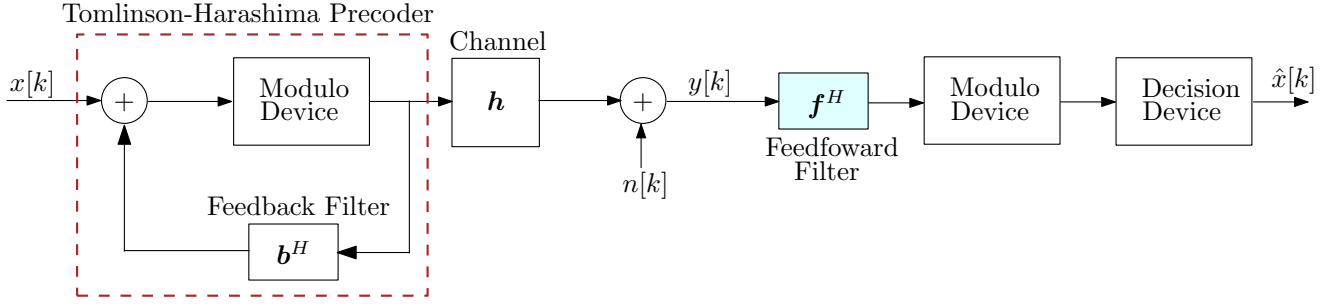 Tomlinson-Harashima Precoder
x[k]
+
Modulo
Device
Feedback Filter
b^H
Channel
h
+
n[k]
y[k]
f^H
Feedfoward
Filter
Modulo
Device
Decision
Device
x̂[k]